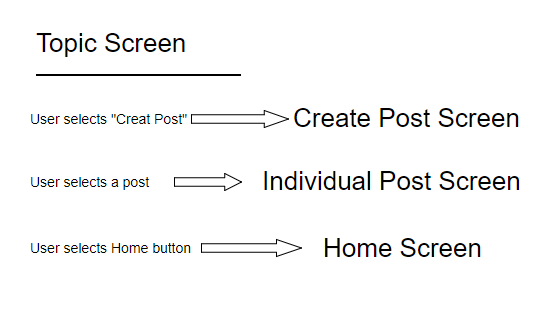 Topic Screen
User selects "Creat Post" Create Post Screen
User selects a post Individual Post Screen
User selects Home button Home Screen